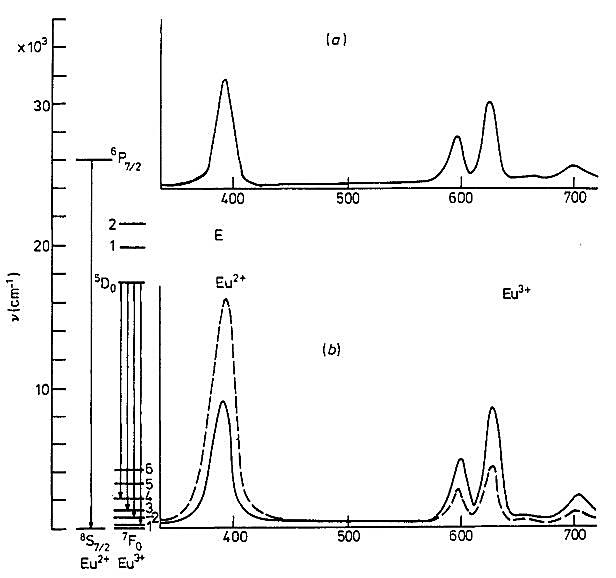 (a)
x10³
30
⁶P₇/₂
400
500
600
700
2
1
20
E
ν(cm⁻¹)
⁵D₀
Eu²⁺
Eu³⁺
(b)
10
6
5
4
3
2
1
400
500
600
700
⁸S₇/₂
⁷F₀
Eu²⁺
Eu³⁺